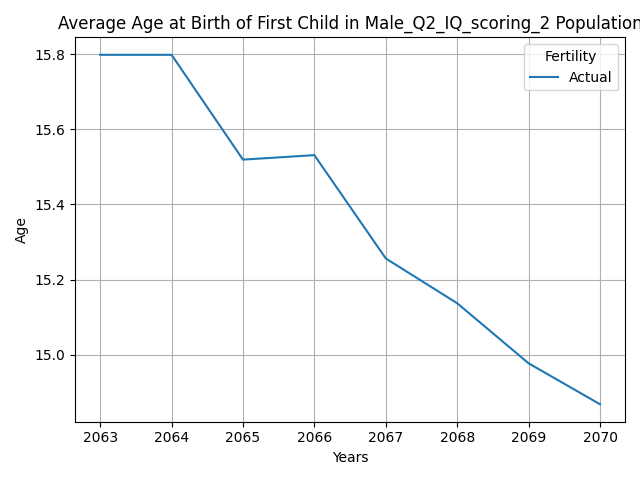 Average Age at Birth of First Child in Male_Q2_IQ_scoring_2 Population
Fertility
Actual
15.8
15.6
15.4
15.2
15.0
Age
2063 2064 2065 2066 2067 2068 2069 2070
Years